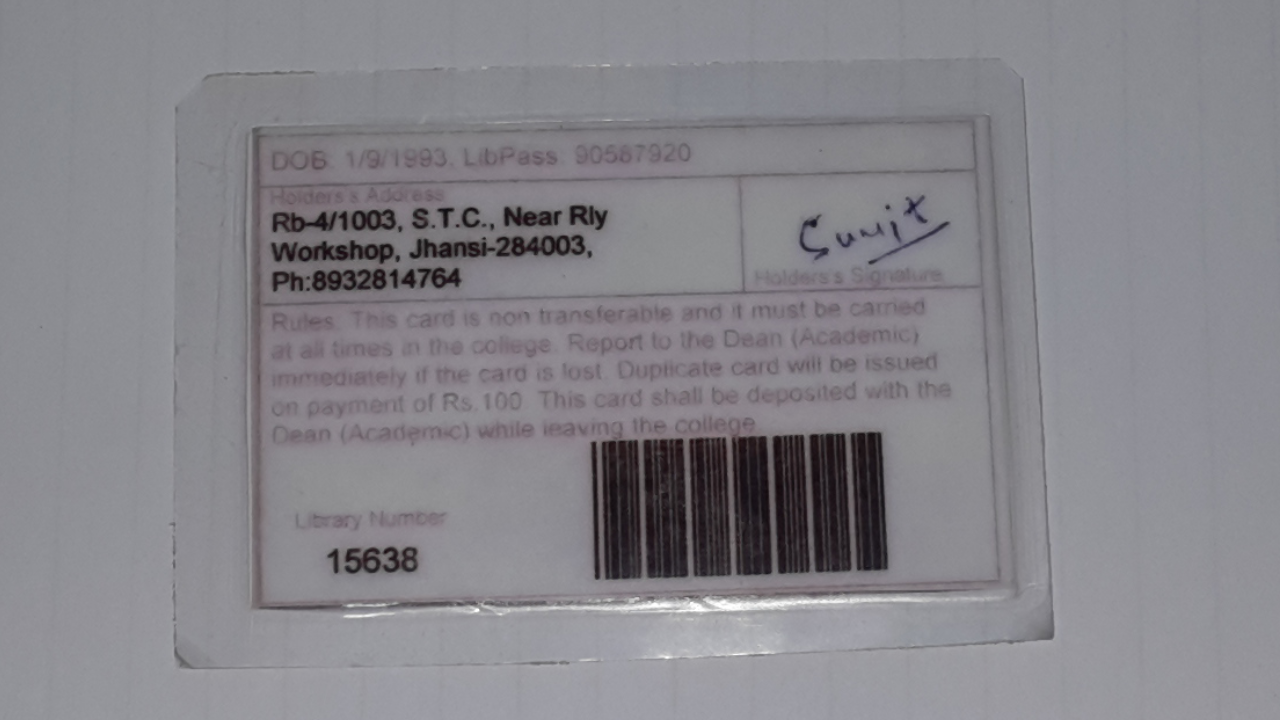 DOB: 1/9/1993, LibPass: 90587920
Holders's Address
Rb-4/1003, S.T.C., Near Rly
Workshop, Jhansi-284003,
Ph:8932814764
Sumit
Holders's Signature
Rules: This card is non transferable and it must be carried
at all times in the college. Report to the Dean (Academic)
immediately if the card is lost. Duplicate card will be issued
on payment of Rs.100. This card shall be deposited with the
Dean (Academic) while leaving the college
Library Number
15638